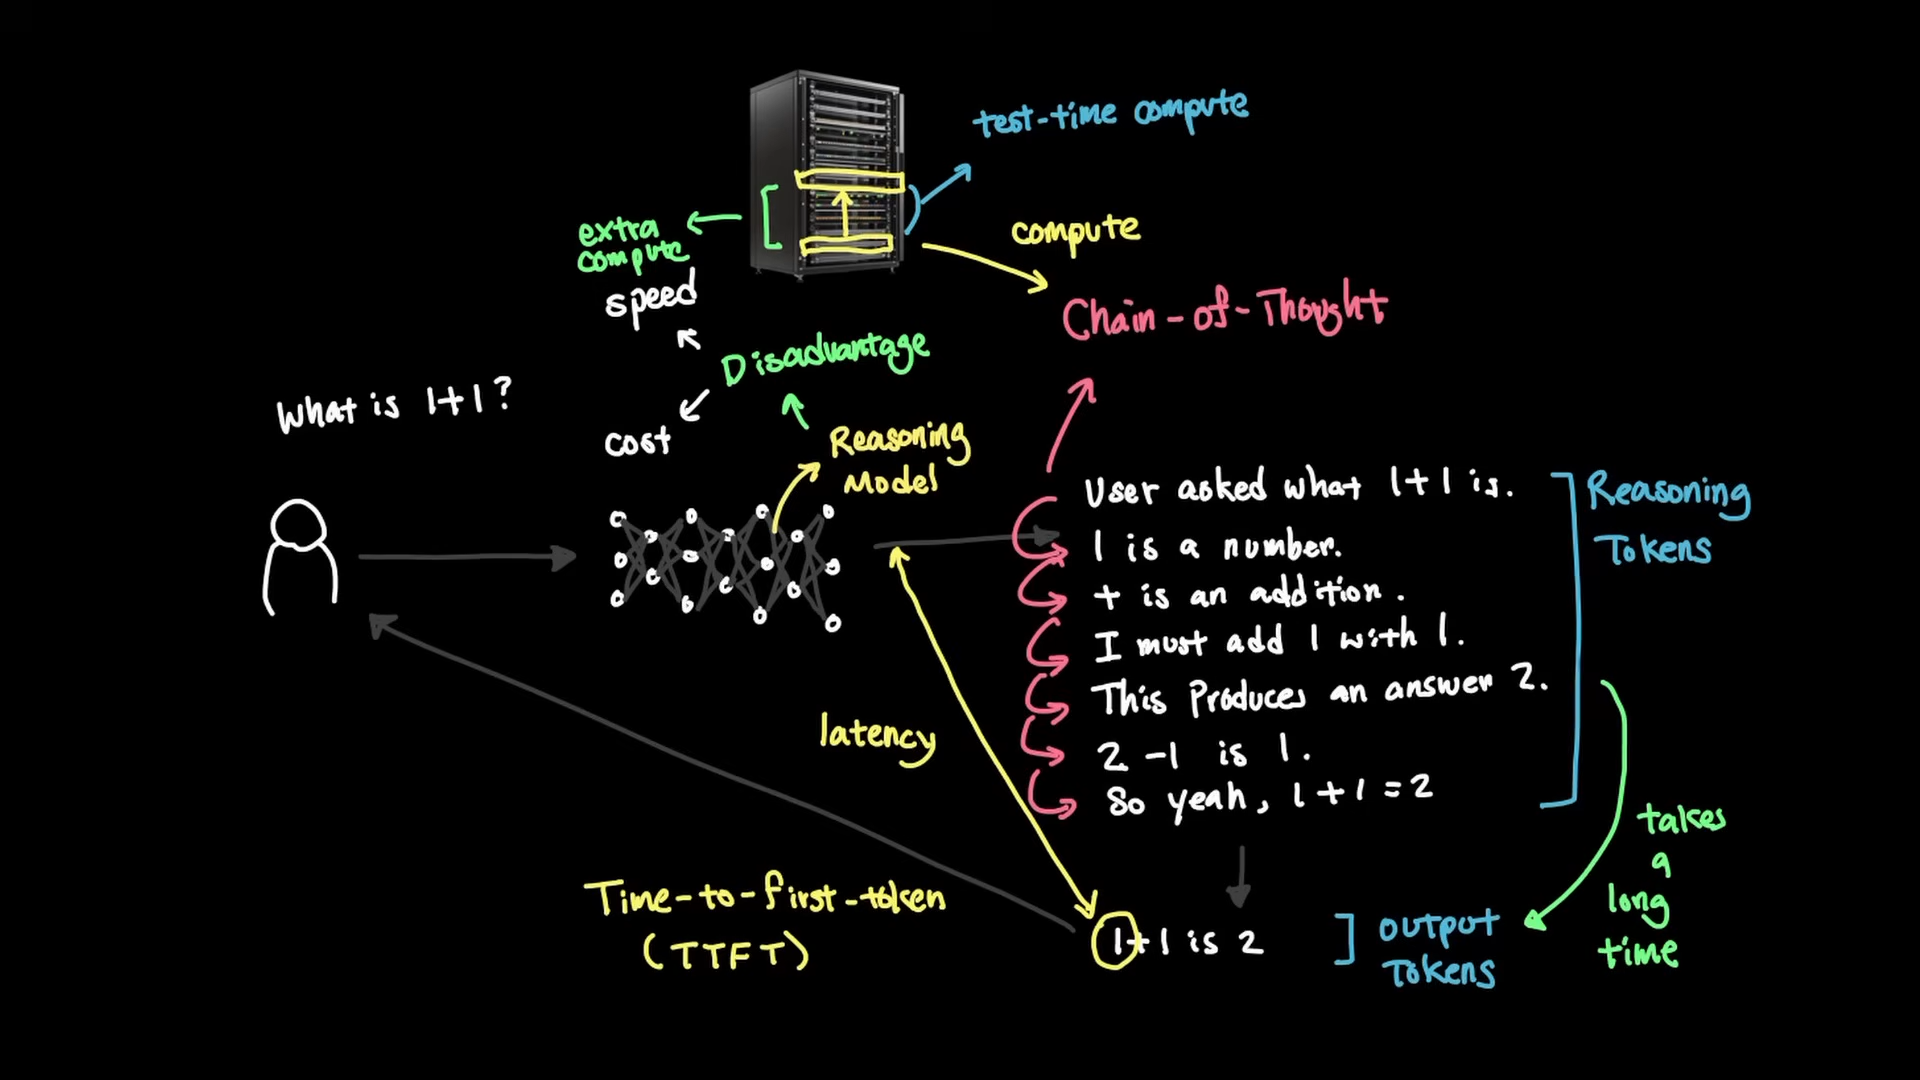 test-time compute
extra
compute
compute
speed
Chain-of-Thought
Disadvantage
What is 1+1?
cost
Reasoning
Model
User asked what 1+1 is.
1 is a number.
+ is an addition.
I must add 1 with 1.
This produces an answer 2.
2 -1 is 1.
So yeah, 1+1=2
Reasoning
Tokens
latency
takes
a
long
time
Time-to-first-token
(TTFT)
1+1 is 2
output
Tokens